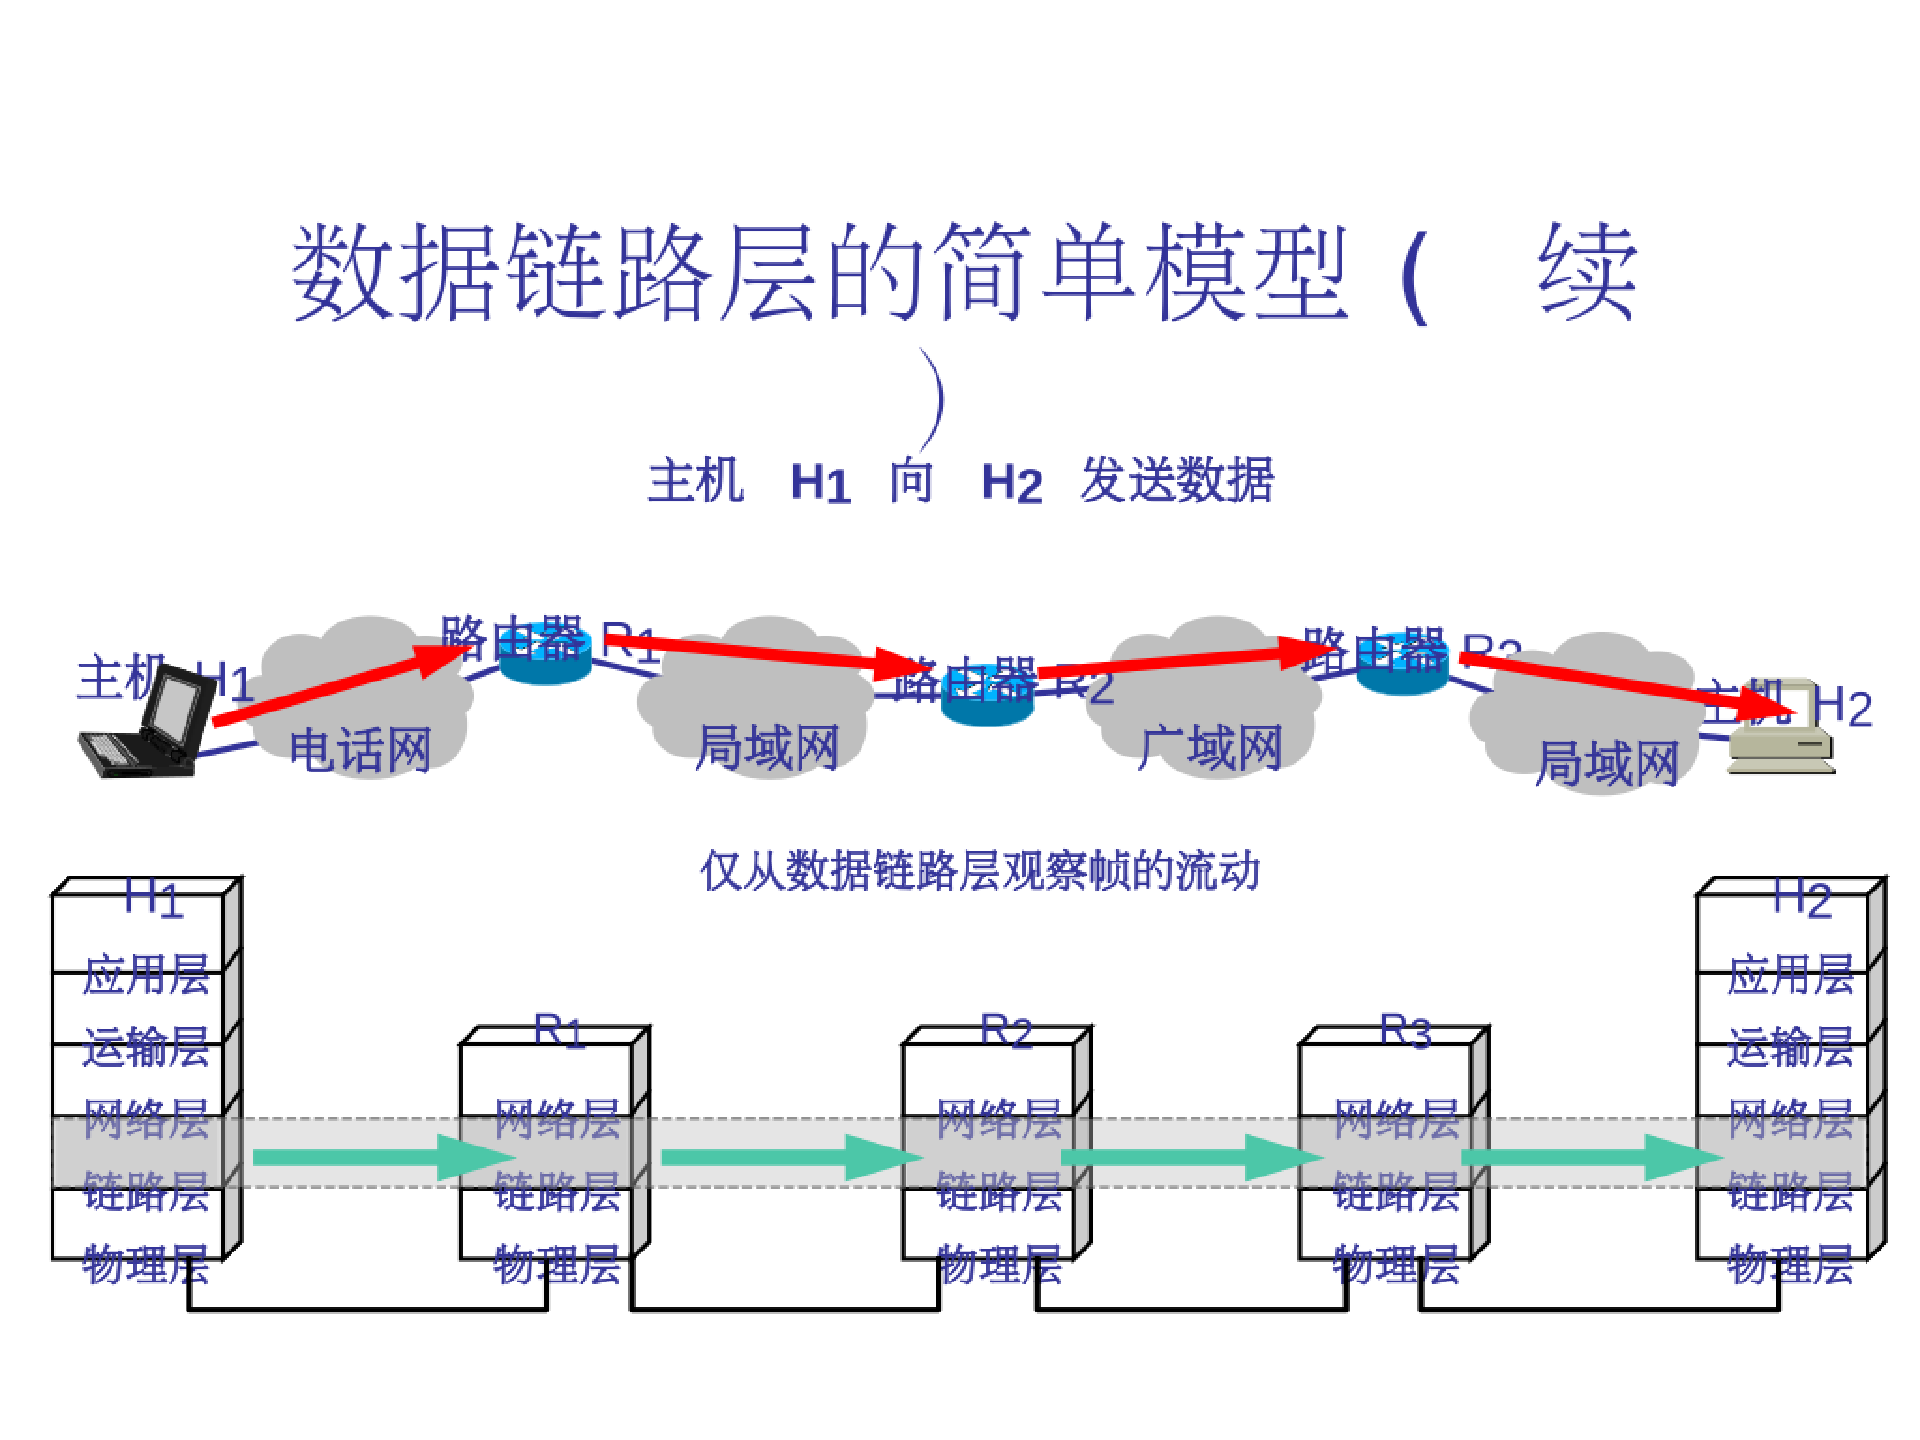 数据链路层的简单模型(续
)
主机 H1 向 H2 发送数据
路由器 R1
路由器 R3
主机 H1
路由器 R2
主机 H2
电话网
局域网
广域网
局域网
仅从数据链路层观察帧的流动
H1
H2
应用层
应用层
R1
R2
R3
运输层
运输层
网络层
网络层
网络层
网络层
网络层
链路层
链路层
链路层
链路层
链路层
物理层
物理层
物理层
物理层
物理层